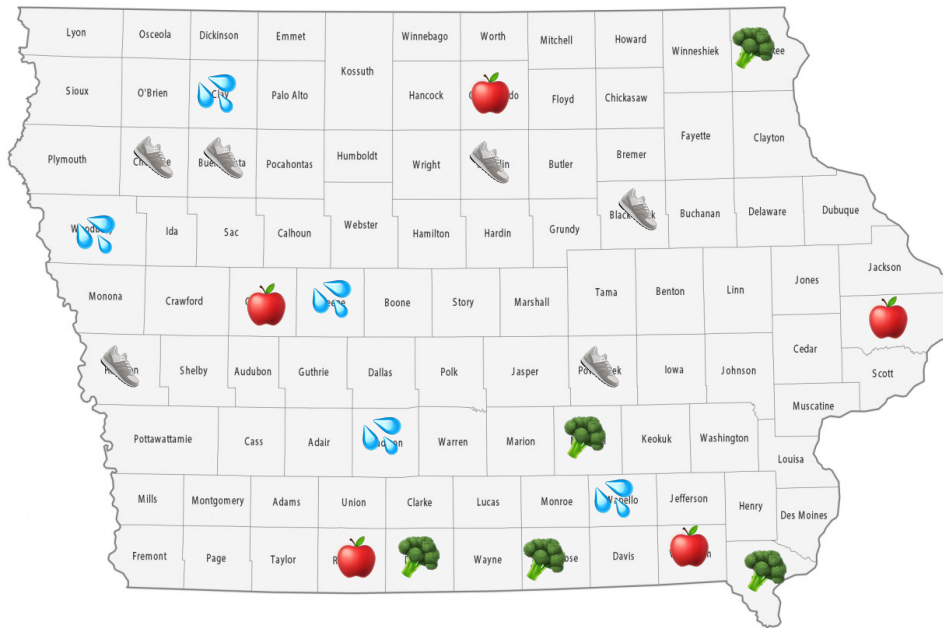 Lyon Osceola Dickinson Emmet Winnebago Worth Mitchell Howard Winneshiek
Kossuth
Sioux O'Brien Palo Alto Hancock Floyd Chickasaw
Fayette Clayton
Plymouth Pocahontas Humboldt Wright Butler Bremer
Ida Sac Calhoun Webster Hamilton Hardin Grundy Buchanan Delaware Dubuque
Jackson
Monona Crawford Boone Story Marshall Tama Benton Linn Jones
Cedar
Shelby Audubon Guthrie Dallas Polk Jasper Iowa Johnson Scott
Muscatine
Pottawattamie Cass Adair Warren Marion Keokuk Washington
Louisa
Mills Montgomery Adams Union Clarke Lucas Monroe Jefferson Henry
Des Moines
Fremont Page Taylor Wayne Davis